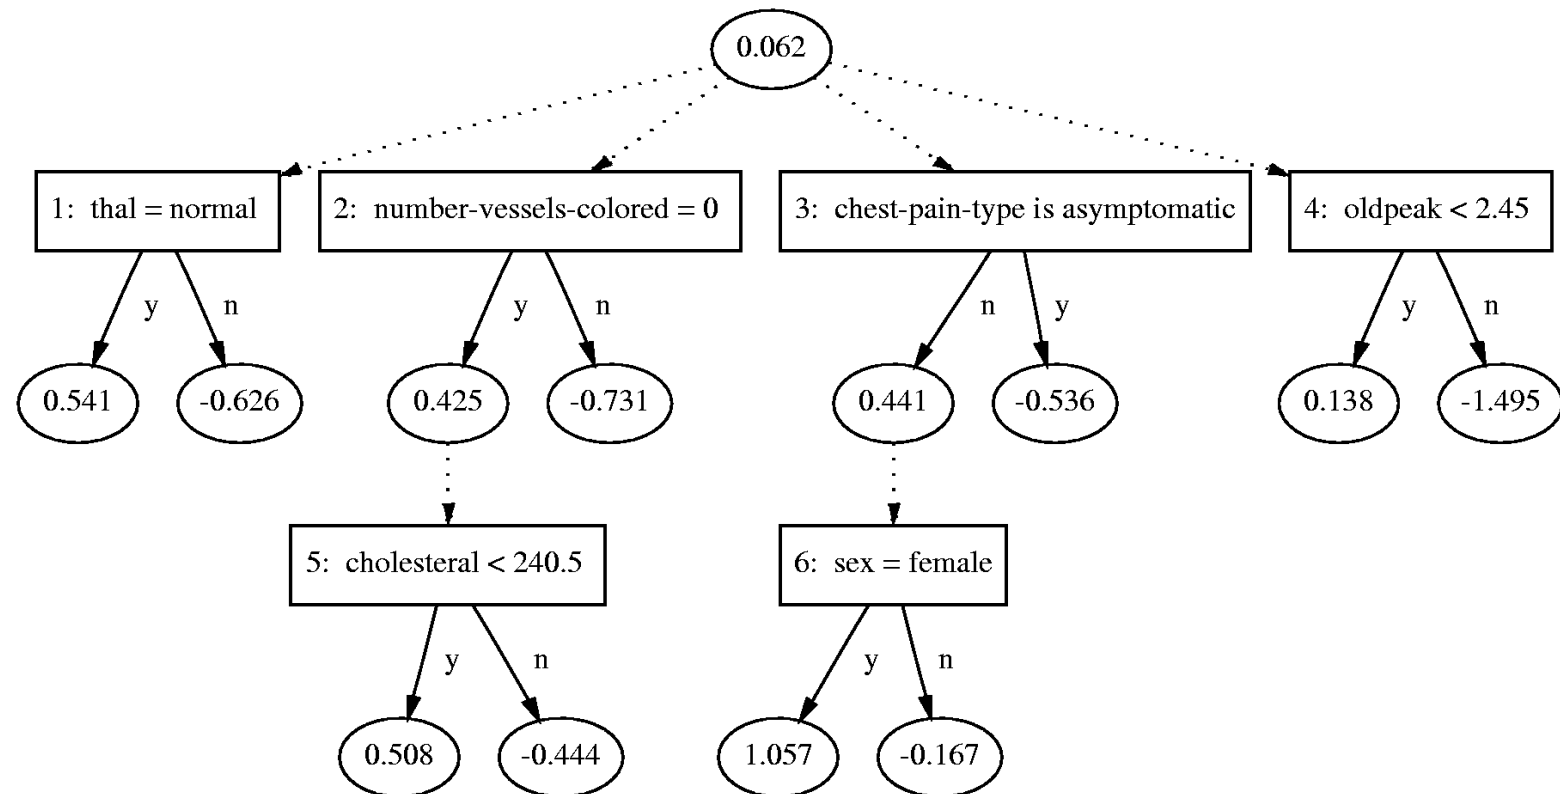 0.062
1: thal = normal
2: number-vessels-colored = 0
3: chest-pain-type is asymptomatic
4: oldpeak < 2.45
y
n
y
n
n
y
y
n
0.541
-0.626
0.425
-0.731
0.441
-0.536
0.138
-1.495
5: cholesteral < 240.5
6: sex = female
y
n
y
n
0.508
-0.444
1.057
-0.167